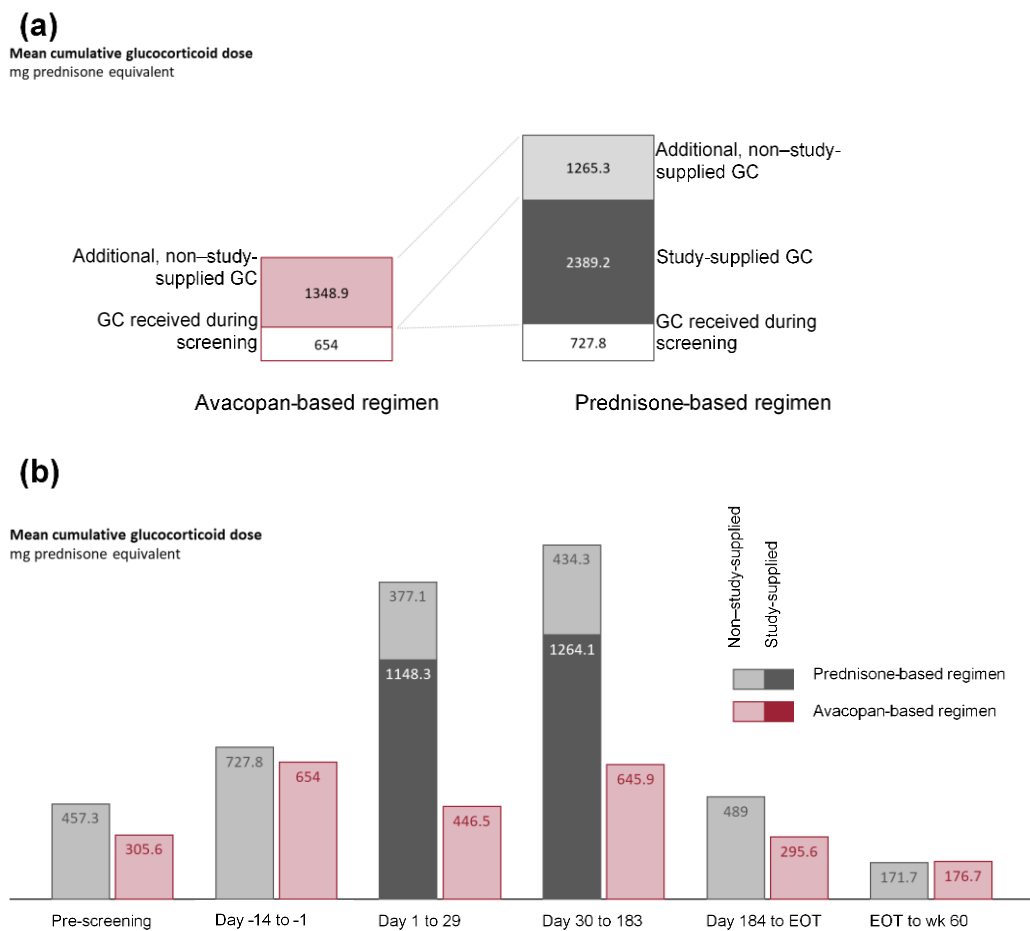 (a)
Mean cumulative glucocorticoid dose
mg prednisone equivalent
Additional, non–study-
supplied GC
1265.3
Study-supplied GC
2389.2
GC received during
screening
727.8
Additional, non–study-
supplied GC
1348.9
GC received during
screening
654
Avacopan-based regimen
Prednisone-based regimen
(b)
Mean cumulative glucocorticoid dose
mg prednisone equivalent
Non–study-supplied
Study-supplied
Prednisone-based regimen
Avacopan-based regimen
457.3
305.6
727.8
654
377.1
1148.3
446.5
434.3
1264.1
645.9
489
295.6
171.7
176.7
Pre-screening
Day -14 to -1
Day 1 to 29
Day 30 to 183
Day 184 to EOT
EOT to wk 60